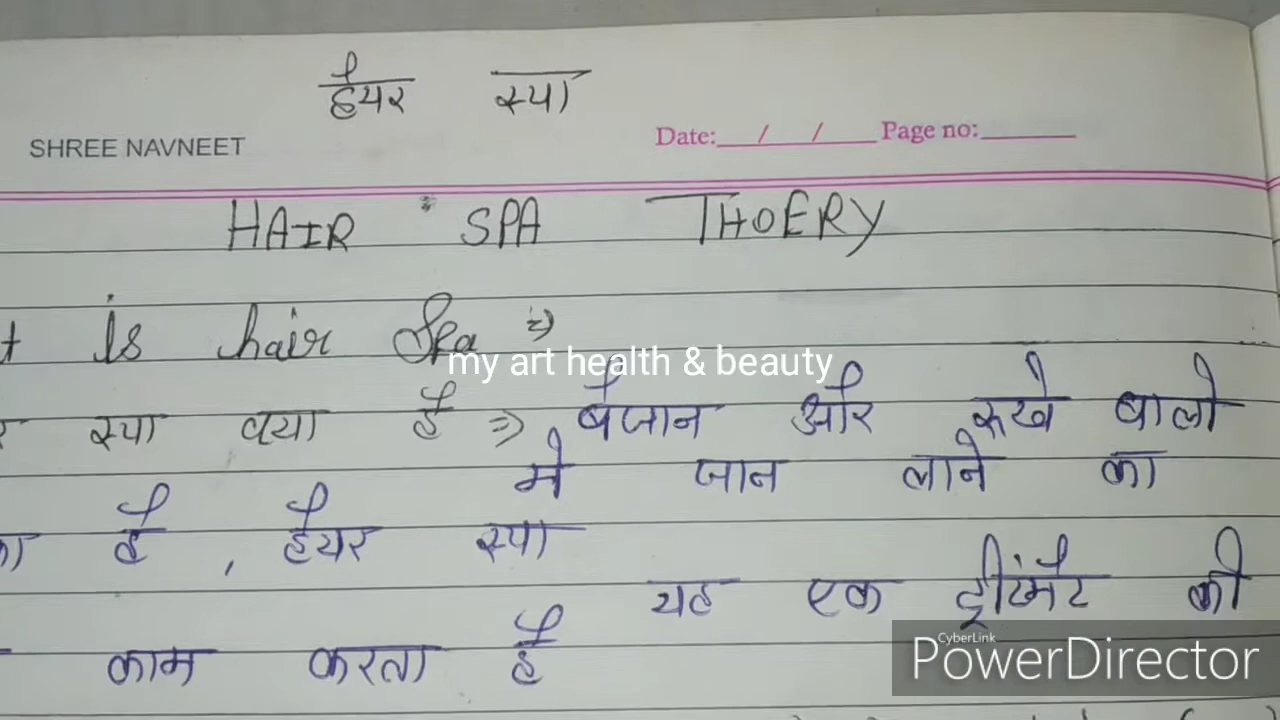 हैयर स्पा
SHREE NAVNEET
Date: / / Page no:
HAIR SPA THOERY
is hair Spa ⇒
my art health & beauty
स्पा क्या है ⇒ बैजान और रूखे बालो
मे जान लाने का
है , हैयर स्पा
यह एक ट्रीटमैंट की
काम करता है
CyberLink
PowerDirector